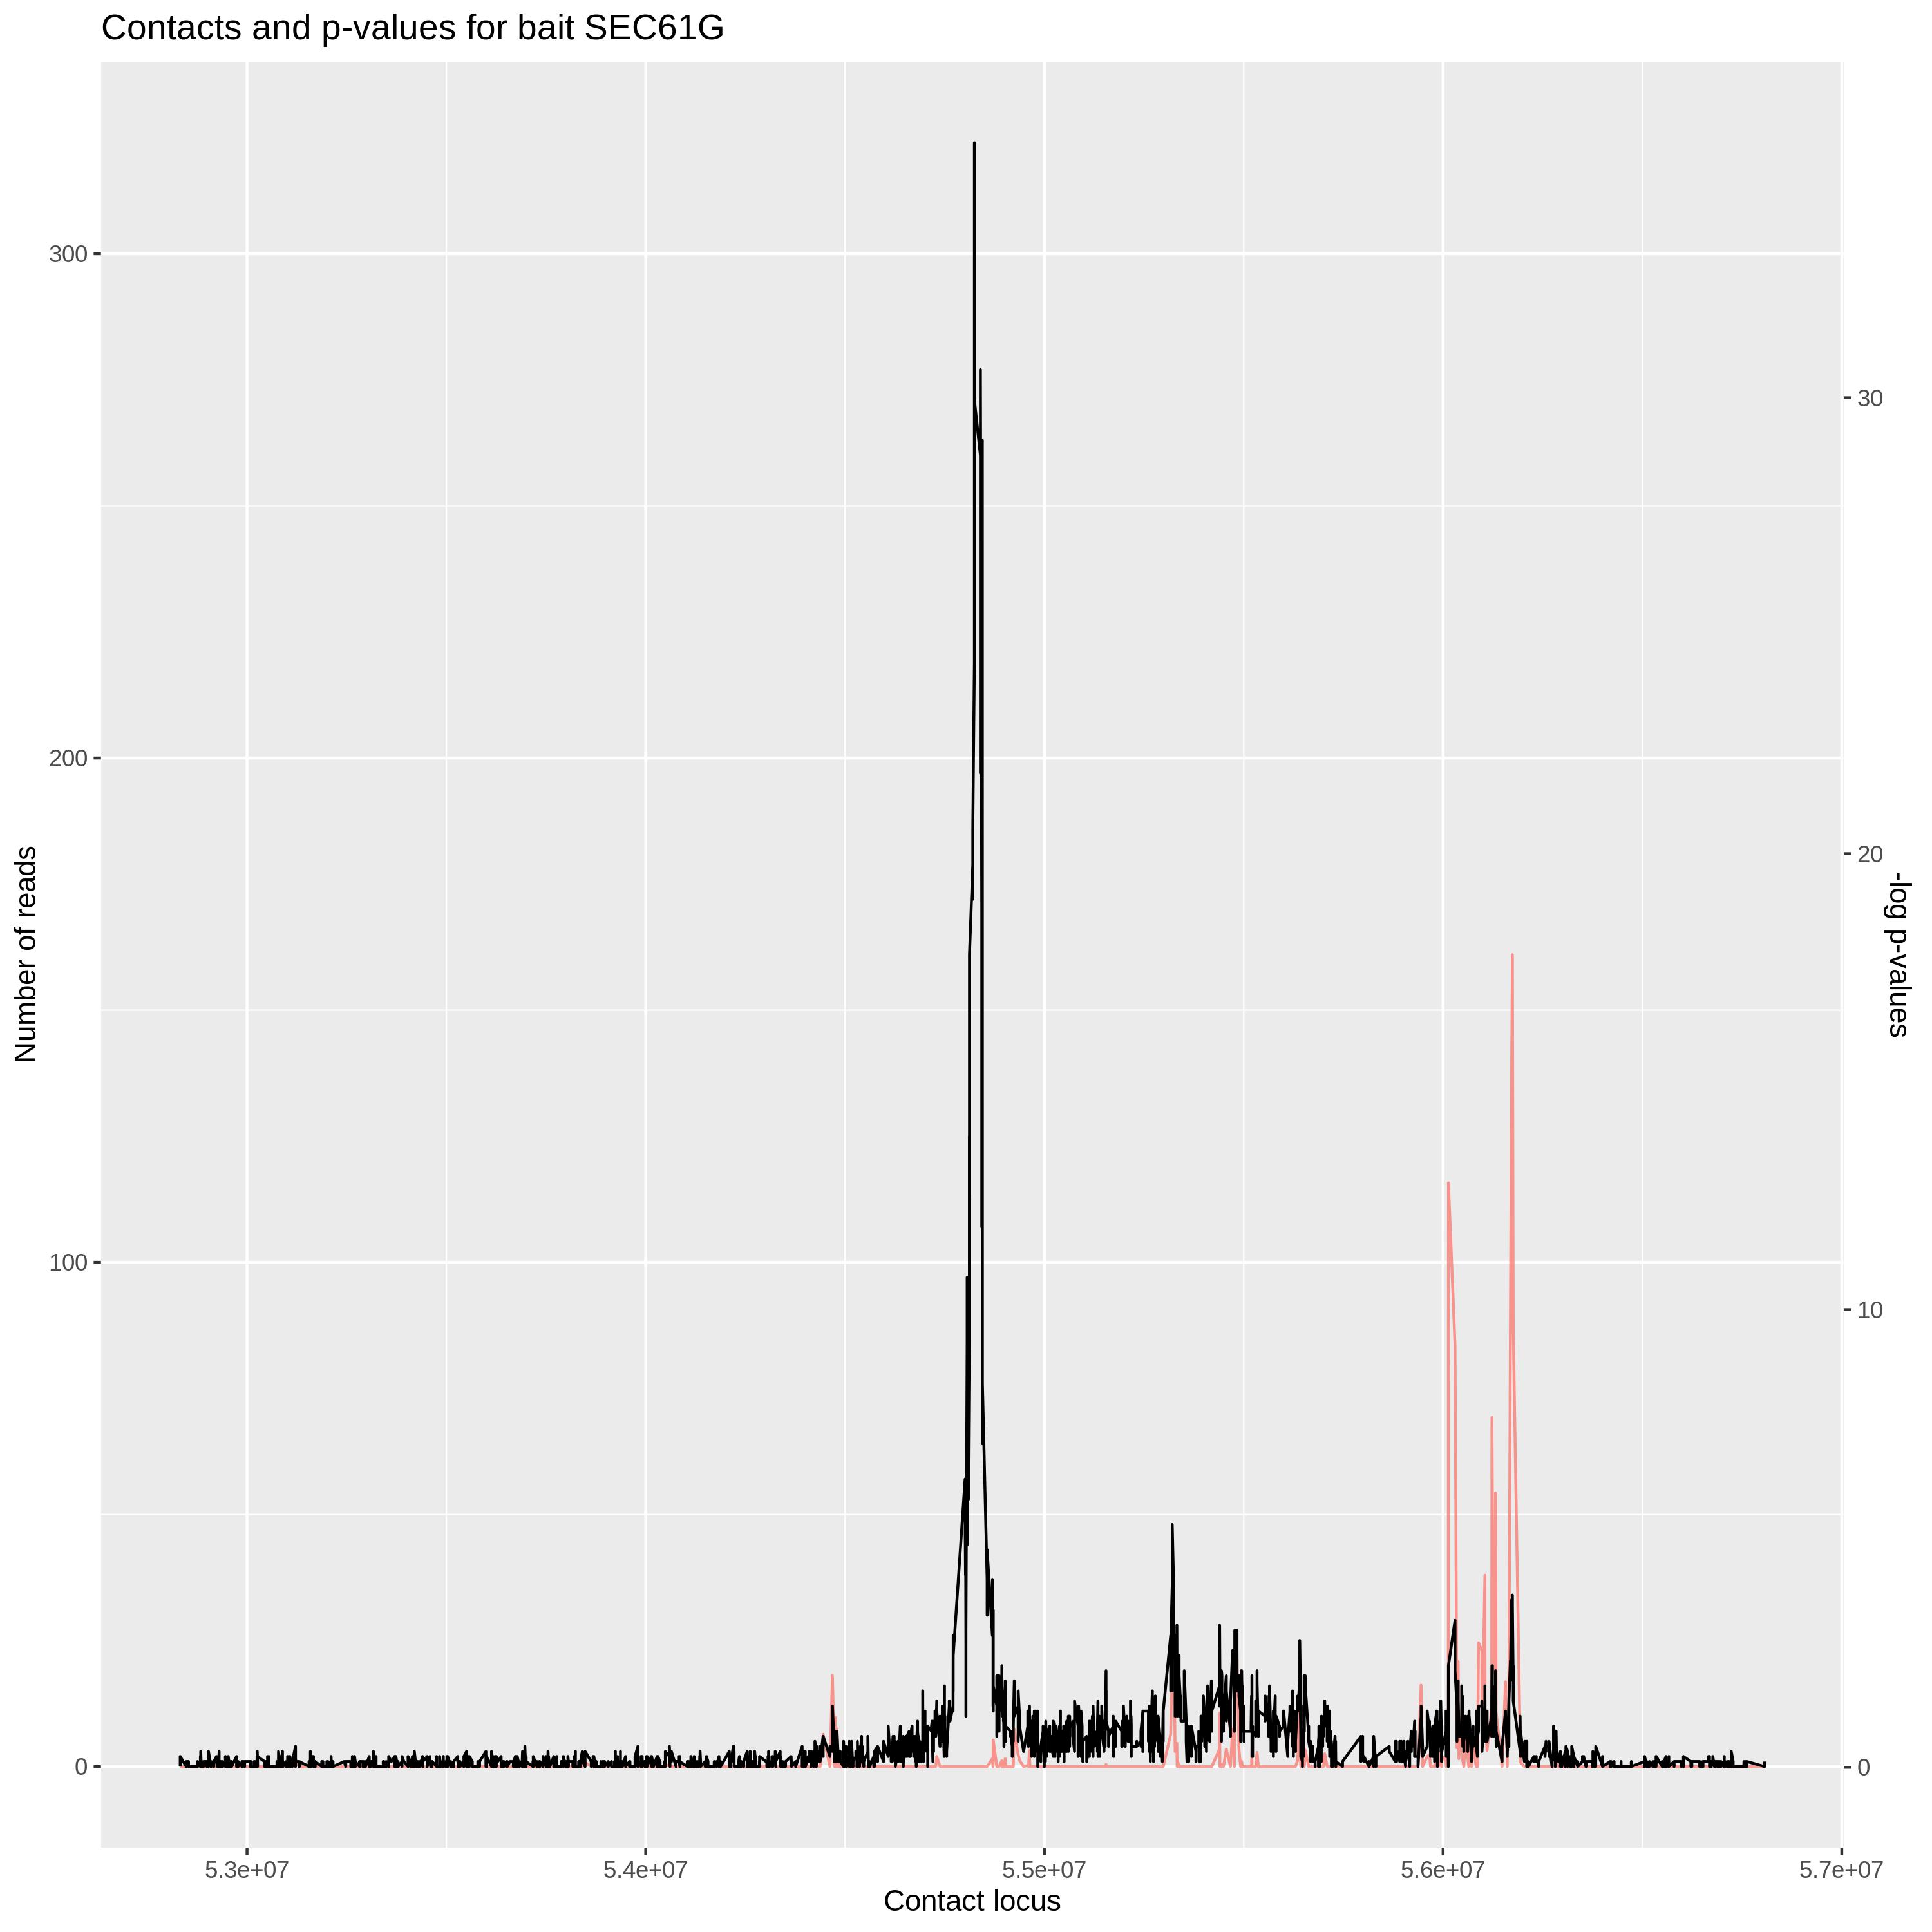 Contacts and p-values for bait SEC61G
300
200
100
0
Number of reads
30
20
10
0
-log p-values
5.3e+07
5.4e+07
5.5e+07
5.6e+07
5.7e+07
Contact locus